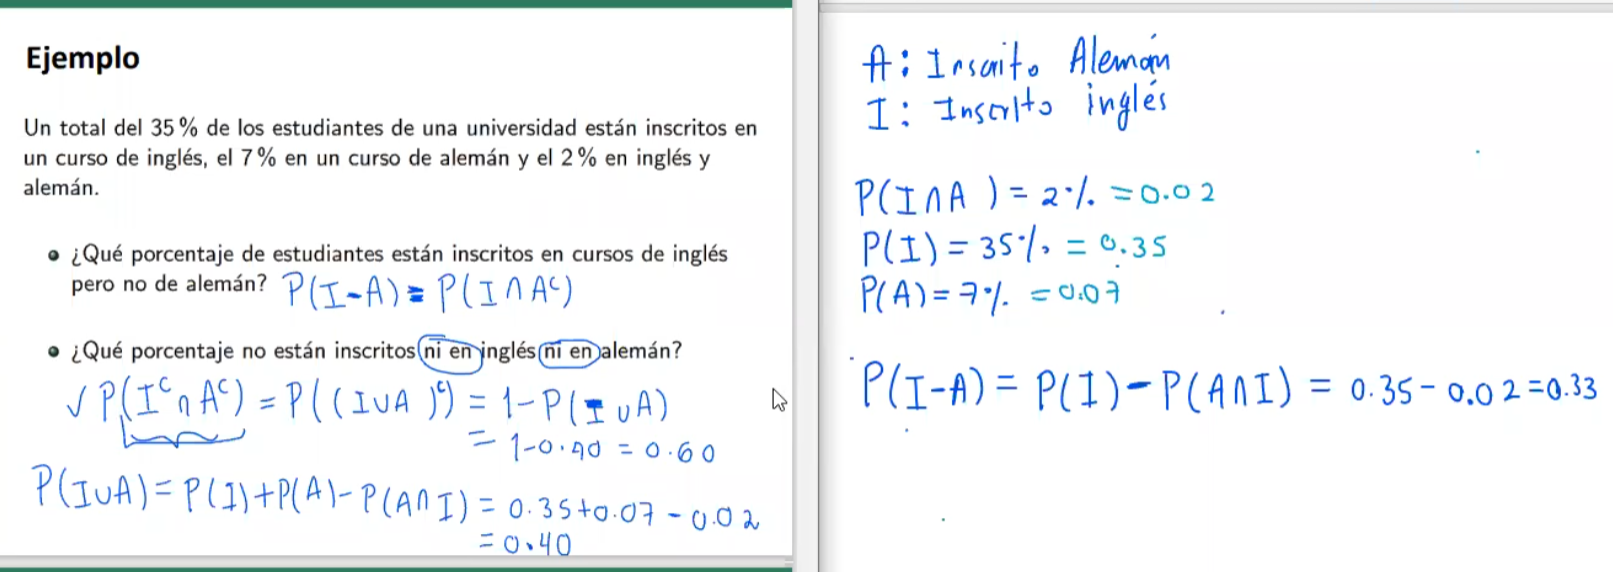 Ejemplo
Un total del 35 % de los estudiantes de una universidad están inscritos en
un curso de inglés, el 7 % en un curso de alemán y el 2 % en inglés y
alemán.
• ¿Qué porcentaje de estudiantes están inscritos en cursos de inglés
pero no de alemán? P(I-A) = P(I∩Aᶜ)
• ¿Qué porcentaje no están inscritos ni en inglés ni en alemán?
✓ P(Iᶜ∩Aᶜ) = P((I∪A)ᶜ) = 1-P(I∪A)
= 1-0.40 = 0.60
P(I∪A) = P(I)+P(A)-P(A∩I) = 0.35+0.07-0.02
= 0.40
A: Inscrito Alemán
I: Inscrito inglés
P(I∩A) = 2% = 0.02
P(I) = 35% = 0.35
P(A) = 7% = 0.07
P(I-A) = P(I)-P(A∩I) = 0.35-0.02=0.33